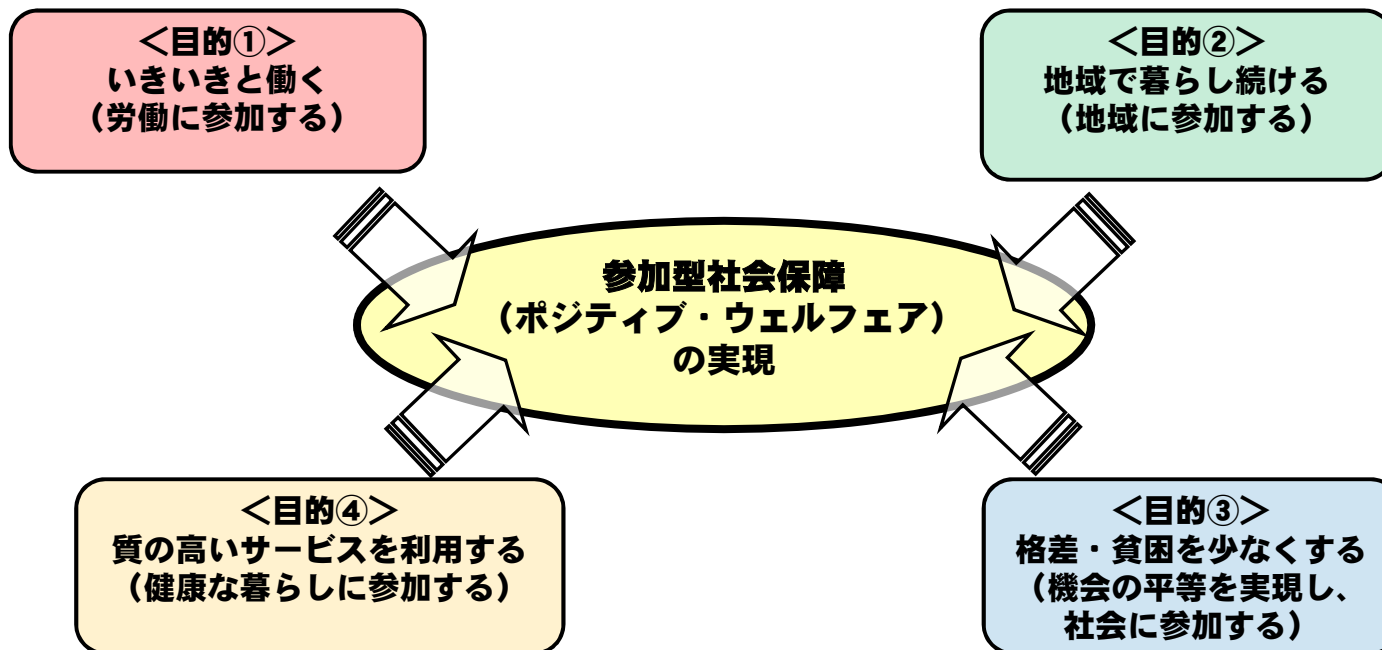 ＜目的①＞
いきいきと働く
（労働に参加する）
＜目的②＞
地域で暮らし続ける
（地域に参加する）
参加型社会保障
（ポジティブ・ウェルフェア）
の実現
＜目的④＞
質の高いサービスを利用する
（健康な暮らしに参加する）
＜目的③＞
格差・貧困を少なくする
（機会の平等を実現し、
社会に参加する）